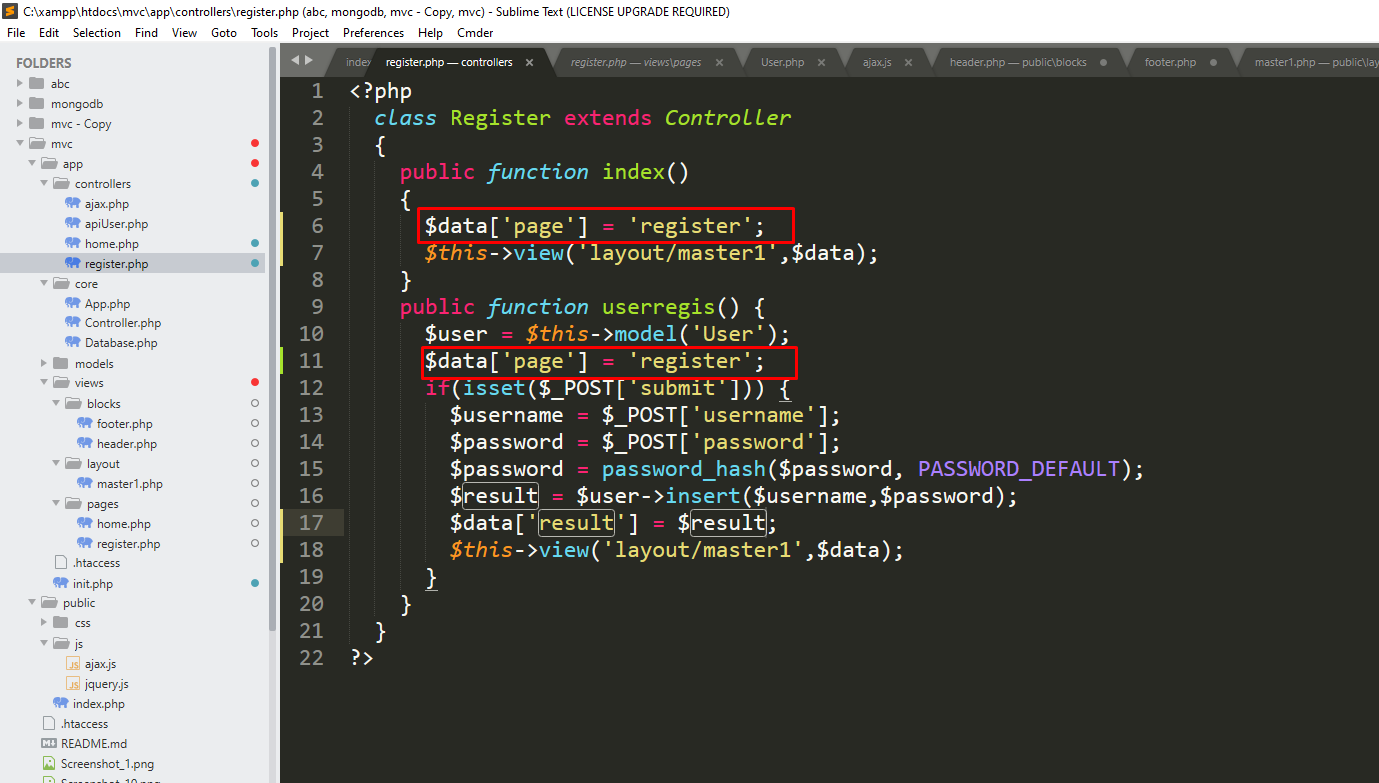 C:\xampp\htdocs\mvc\app\controllers\register.php (abc, mongodb, mvc - Copy, mvc) - Sublime Text (LICENSE UPGRADE REQUIRED)
File Edit Selection Find View Goto Tools Project Preferences Help Cmder
FOLDERS
abc
mongodb
mvc - Copy
mvc
app
controllers
ajax.php
apiUser.php
home.php
register.php
core
App.php
Controller.php
Database.php
models
views
blocks
footer.php
header.php
layout
master1.php
pages
home.php
register.php
.htaccess
init.php
public
css
js
JS ajax.js
JS jquery.js
index.php
.htaccess
README.md
Screenshot_1.png
Screenshot_10.png
index register.php — controllers × register.php — views\pages × User.php × ajax.js × header.php — public\blocks footer.php master1.php — public\lay
1 <?php
2 class Register extends Controller
3 {
4 public function index()
5 {
6 $data['page'] = 'register';
7 $this->view('layout/master1',$data);
8 }
9 public function userregis() {
10 $user = $this->model('User');
11 $data['page'] = 'register';
12 if(isset($_POST['submit'])) {
13 $username = $_POST['username'];
14 $password = $_POST['password'];
15 $password = password_hash($password, PASSWORD_DEFAULT);
16 $result = $user->insert($username,$password);
17 $data['result'] = $result;
18 $this->view('layout/master1',$data);
19 }
20 }
21 }
22 ?>